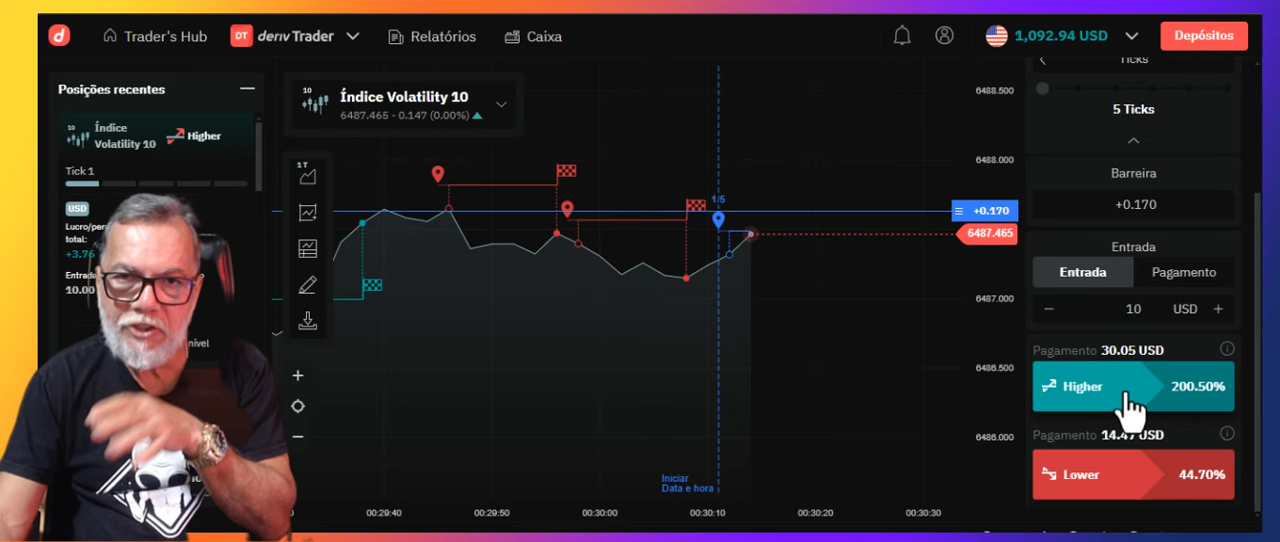 Trader's Hub
DT
deriv Trader
Relatórios
Caixa
1,092.94 USD
Depósitos
Posições recentes
10
Índice
Volatility 10
Higher
Tick 1
USD
Lucro/per
total:
+3.76
Entrada
10.00
nível
10
Índice Volatility 10
6487.465 - 0.147 (0.00%)
1T
1/5
Iniciar
Data e hora
6488.500
6488.000
+0.170
6487.465
6487.000
6486.500
6486.000
00:29:40
00:29:50
00:30:00
00:30:10
00:30:20
00:30:30
Ticks
5 Ticks
Barreira
+0.170
Entrada
Entrada
Pagamento
10
USD
Pagamento 30.05 USD
Higher
200.50%
Pagamento 14.47 USD
Lower
44.70%